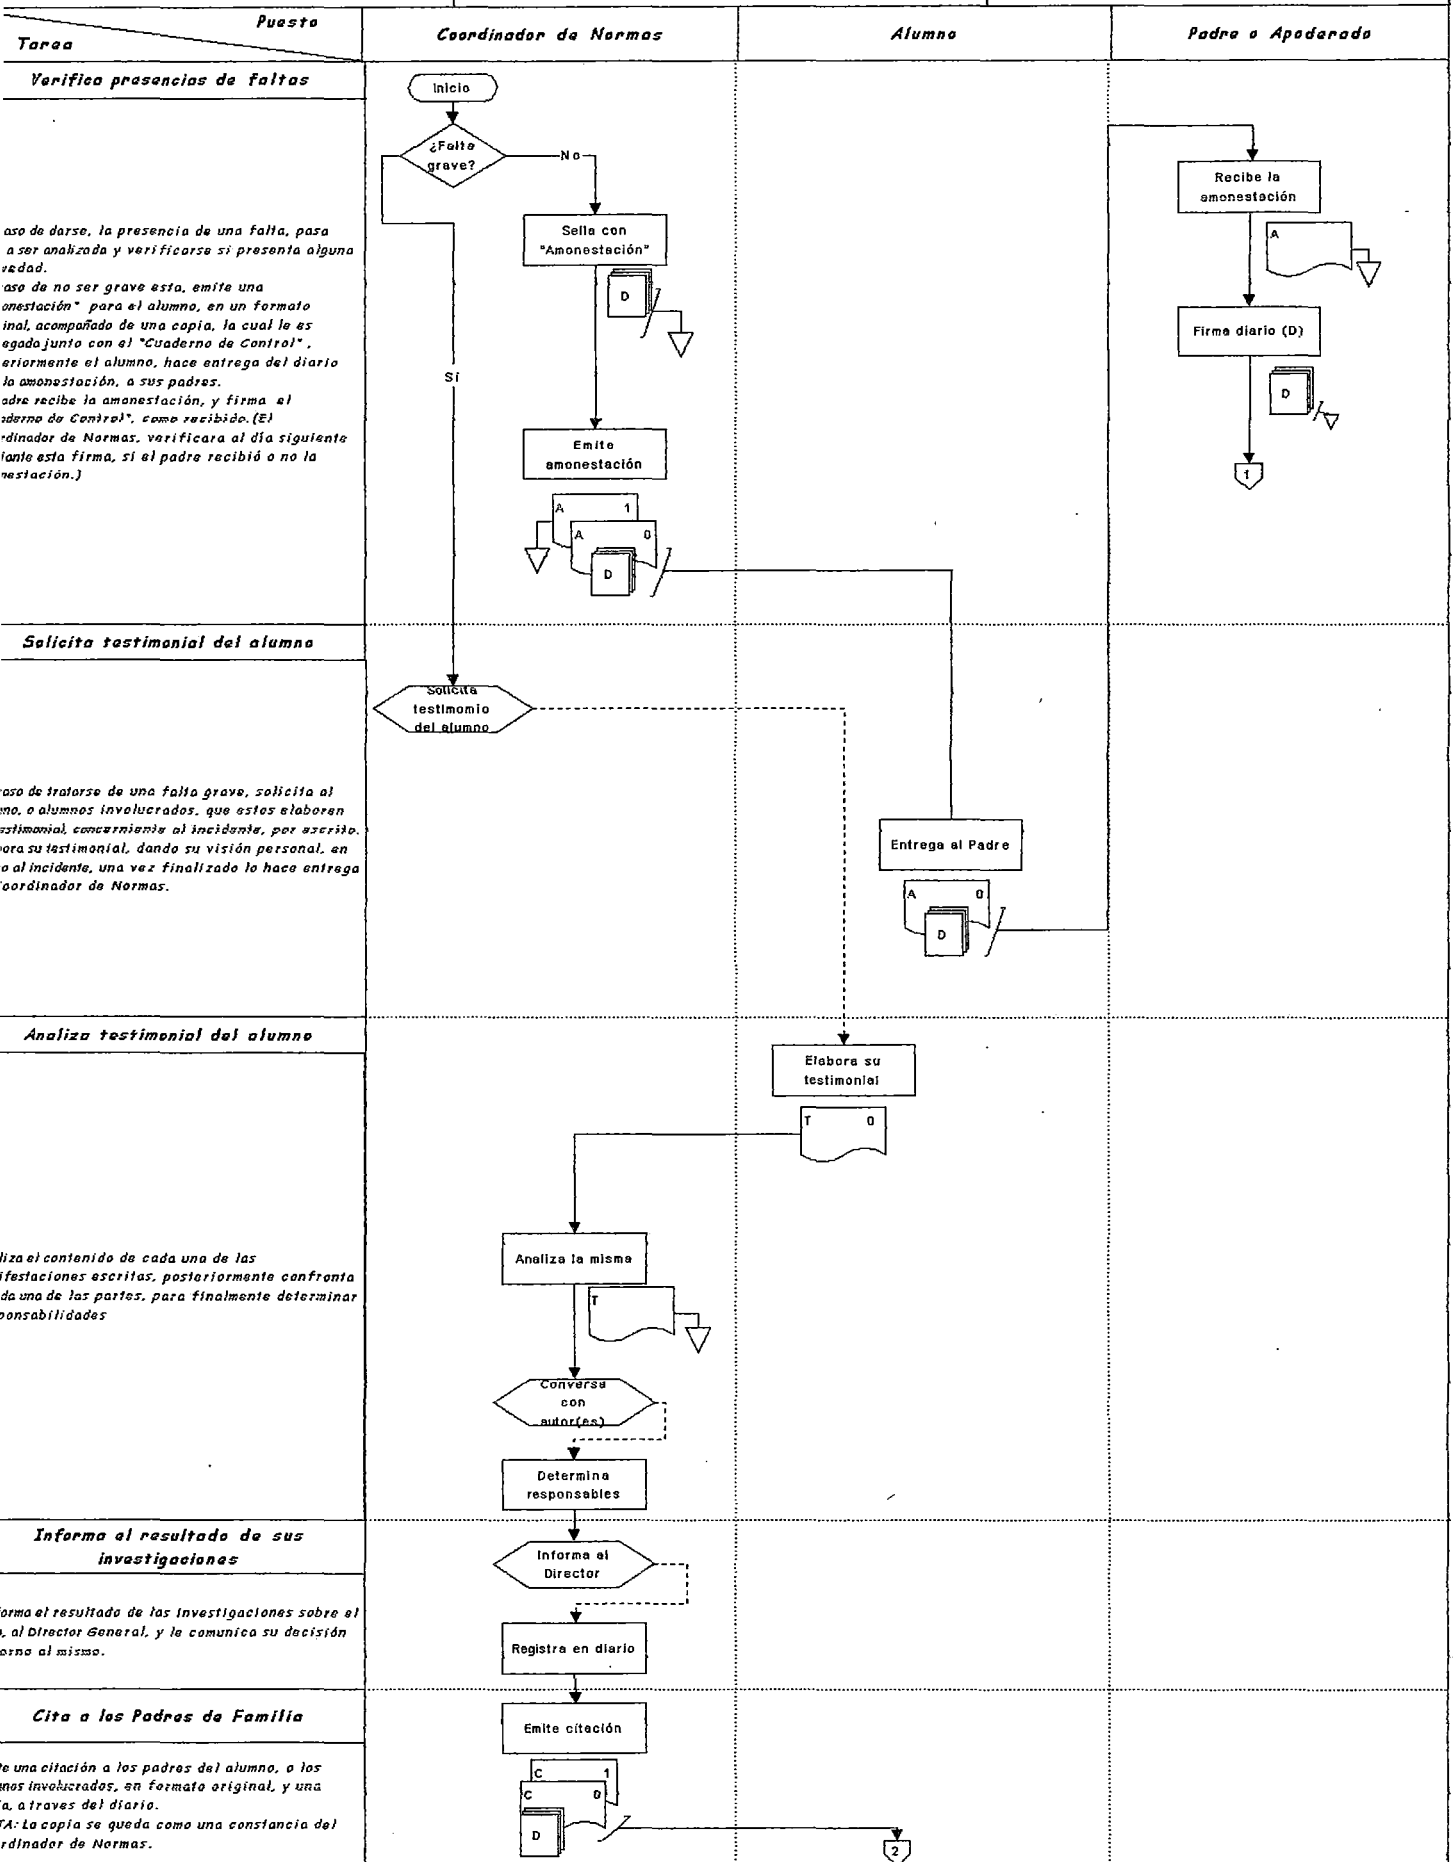 Puesto
Tarea
Coordinador de Normas
Alumno
Padre o Apoderado
Verifica presencias de faltas
Inicio
¿Falta
grave?
No
Si
Sella con
"Amonestación"
D
Emite
amonestación
A 1
A 0
D
Recibe la
amonestación
A
Firma diario (D)
D
1
aso de darse, la presencia de una falta, pasa
a ser analizada y verificarse si presenta alguna
vedad.
aso de no ser grave esta, emite una
onestación" para el alumno, en un formato
inal, acompañado de una copia, la cual le es
egada junto con el "Cuaderno de Control",
eriormente el alumno, hace entrega del diario
la amonestación, a sus padres.
adre recibe la amonestación, y firma el
aderno de Control", como recibido.(El
rdinador de Normas, verificara al día siguiente
iante esta firma, si el padre recibió o no la
nestación.)
Solicita testimonial del alumno
Solicita
testimomio
del alumno
Entrega al Padre
A 0
D
aso de tratarse de una falta grave, solicita al
mno, o alumnos involucrados, que estos elaboren
estimonial, concerniente al incidente, por escrito.
ora su testimonial, dando su visión personal, en
o al incidente, una vez finalizado lo hace entrega
Coordinador de Normas.
Analiza testimonial del alumno
Elabora su
testimonial
T 0
Analiza la misma
T
Conversa
con
autor(es)
Determina
responsables
liza el contenido de cada una de las
ifestaciones escritas, posteriormente confronta
da una de las partes, para finalmente determinar
ponsabilidades
Informa el resultado de sus
investigaciones
Informa al
Director
Registra en diario
orma el resultado de las investigaciones sobre el
o, al Director General, y le comunica su decisión
orno al mismo.
Cita a los Padres de Familia
Emite citación
C 1
C 0
D
2
te una citación a los padres del alumno, o los
mnos involucrados, en formato original, y una
ia, a traves del diario.
TA: La copia se queda como una constancia del
rdinador de Normas.